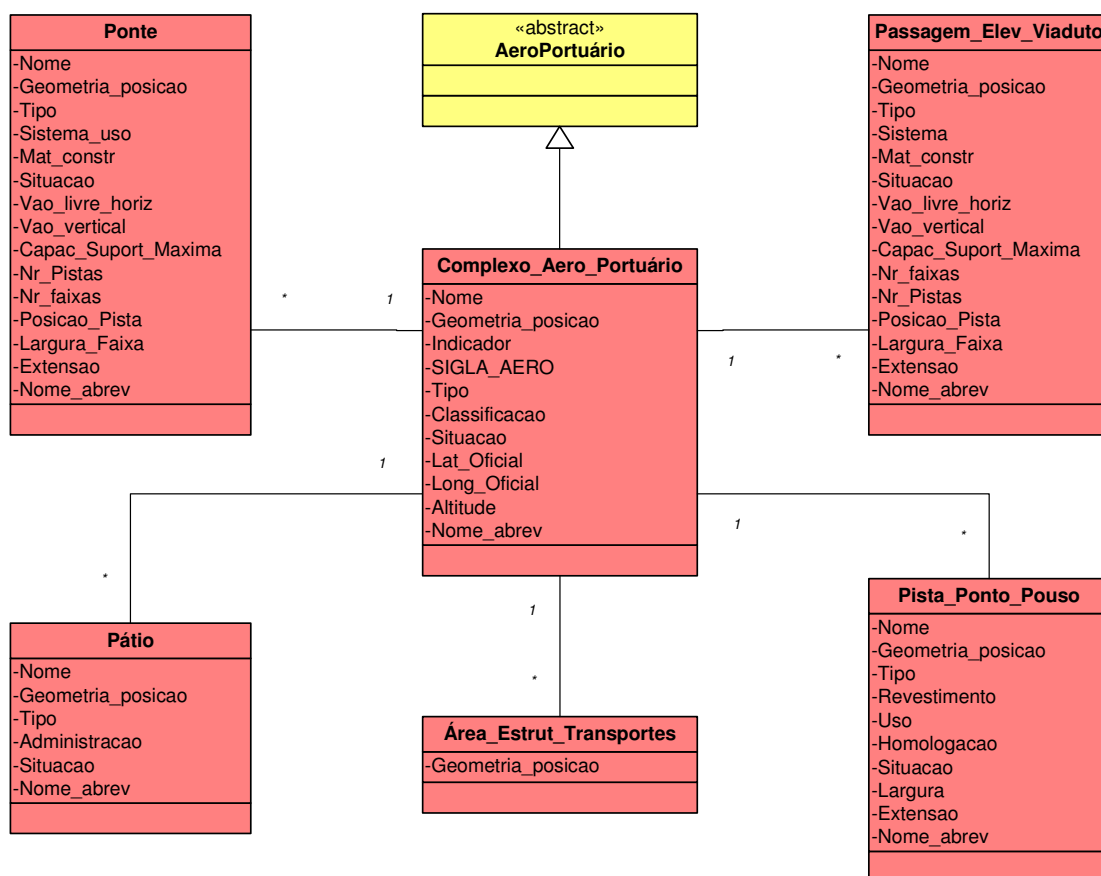 Ponte
-Nome
-Geometria_posicao
-Tipo
-Sistema_uso
-Mat_constr
-Situacao
-Vao_livre_horiz
-Vao_vertical
-Capac_Suport_Maxima
-Nr_Pistas
-Nr_faixas
-Posicao_Pista
-Largura_Faixa
-Extensao
-Nome_abrev
«abstract»
AeroPortuário
Passagem_Elev_Viaduto
-Nome
-Geometria_posicao
-Tipo
-Sistema
-Mat_constr
-Situacao
-Vao_livre_horiz
-Vao_vertical
-Capac_Suport_Maxima
-Nr_faixas
-Nr_Pistas
-Posicao_Pista
-Largura_Faixa
-Extensao
-Nome_abrev
*
1
Complexo_Aero_Portuário
-Nome
-Geometria_posicao
-Indicador
-SIGLA_AERO
-Tipo
-Classificacao
-Situacao
-Lat_Oficial
-Long_Oficial
-Altitude
-Nome_abrev
1
*
1
*
1
*
1
*
Pátio
-Nome
-Geometria_posicao
-Tipo
-Administracao
-Situacao
-Nome_abrev
Área_Estrut_Transportes
-Geometria_posicao
Pista_Ponto_Pouso
-Nome
-Geometria_posicao
-Tipo
-Revestimento
-Uso
-Homologacao
-Situacao
-Largura
-Extensao
-Nome_abrev